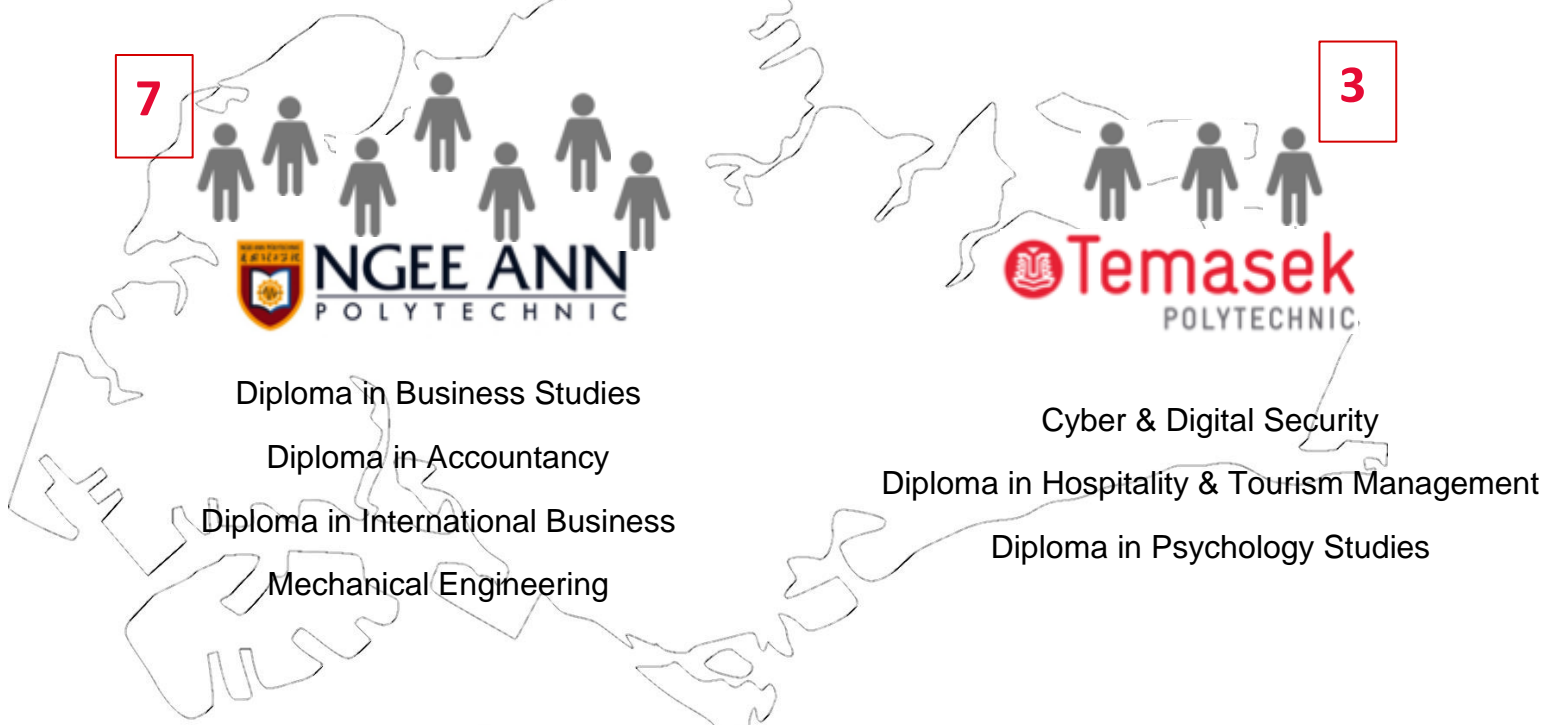 7
NGEE ANN
POLYTECHNIC
Diploma in Business Studies
Diploma in Accountancy
Diploma in International Business
Mechanical Engineering
3
Temasek
POLYTECHNIC
Cyber & Digital Security
Diploma in Hospitality & Tourism Management
Diploma in Psychology Studies